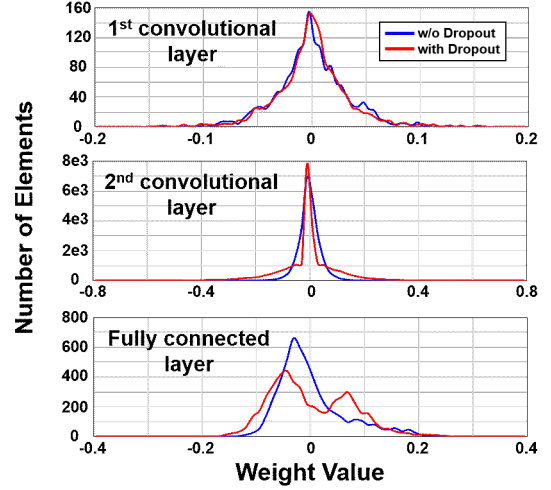 Number of Elements
160
120
80
40
0
1st convolutional
layer
w/o Dropout
with Dropout
-0.2 -0.1 0 0.1 0.2
8e3
6e3
4e3
2e3
0
2nd convolutional
layer
-0.8 -0.4 0 0.4 0.8
800
600
400
200
0
Fully connected
layer
-0.4 -0.2 0 0.2 0.4
Weight Value